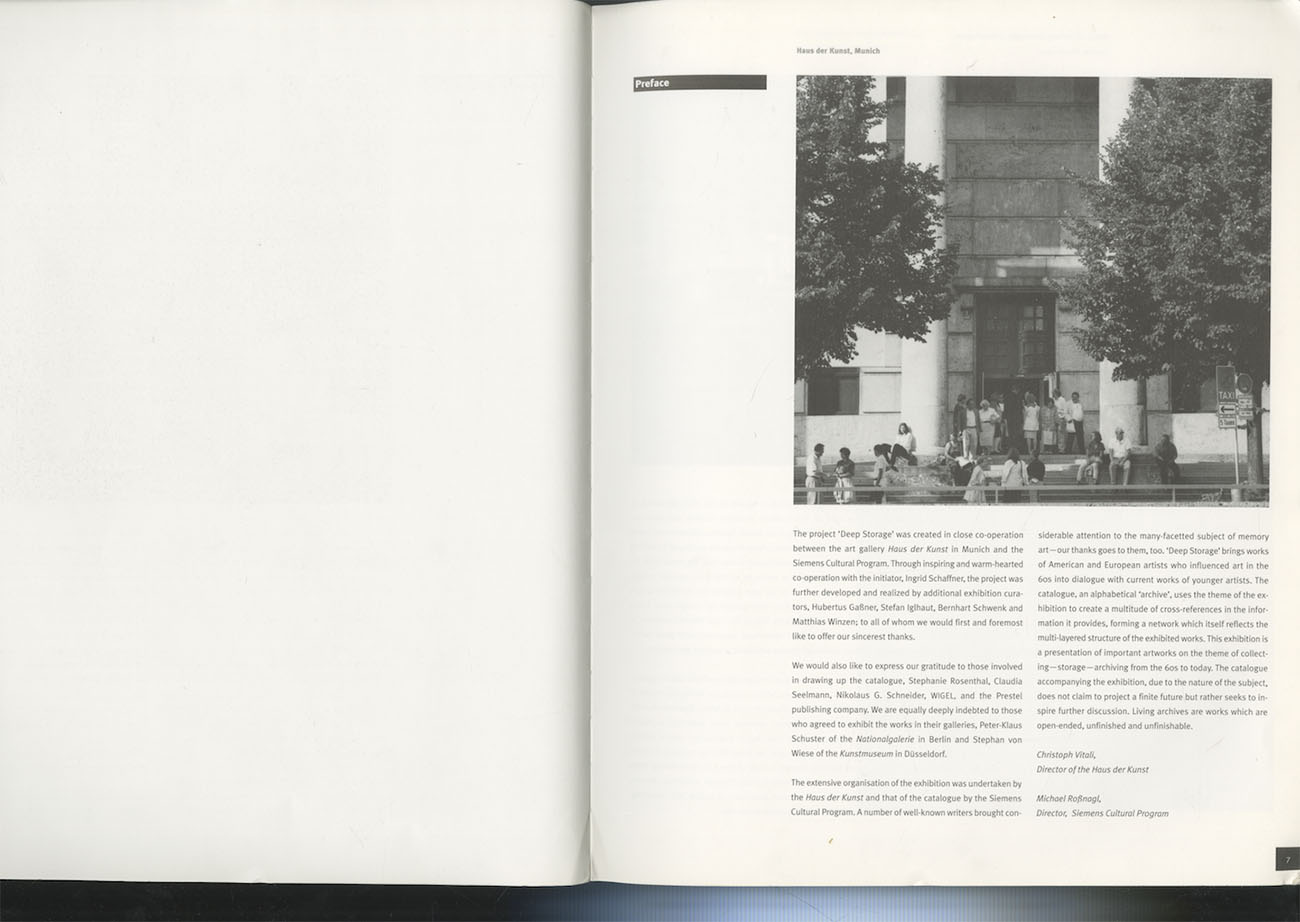 Haus der Kunst, Munich
Preface
TAXI
5 Taxen
The project ‘Deep Storage’ was created in close co-operation
between the art gallery Haus der Kunst in Munich and the
Siemens Cultural Program. Through inspiring and warm-hearted
co-operation with the initiator, Ingrid Schaffner, the project was
further developed and realized by additional exhibition cura-
tors, Hubertus Gaßner, Stefan Iglhaut, Bernhart Schwenk and
Matthias Winzen; to all of whom we would first and foremost
like to offer our sincerest thanks.
We would also like to express our gratitude to those involved
in drawing up the catalogue, Stephanie Rosenthal, Claudia
Seelmann, Nikolaus G. Schneider, WIGEL, and the Prestel
publishing company. We are equally deeply indebted to those
who agreed to exhibit the works in their galleries, Peter-Klaus
Schuster of the Nationalgalerie in Berlin and Stephan von
Wiese of the Kunstmuseum in Düsseldorf.
The extensive organisation of the exhibition was undertaken by
the Haus der Kunst and that of the catalogue by the Siemens
Cultural Program. A number of well-known writers brought con-
siderable attention to the many-facetted subject of memory
art—our thanks goes to them, too. ‘Deep Storage’ brings works
of American and European artists who influenced art in the
60s into dialogue with current works of younger artists. The
catalogue, an alphabetical ‘archive’, uses the theme of the ex-
hibition to create a multitude of cross-references in the infor-
mation it provides, forming a network which itself reflects the
multi-layered structure of the exhibited works. This exhibition is
a presentation of important artworks on the theme of collect-
ing—storage—archiving from the 60s to today. The catalogue
accompanying the exhibition, due to the nature of the subject,
does not claim to project a finite future but rather seeks to in-
spire further discussion. Living archives are works which are
open-ended, unfinished and unfinishable.
Christoph Vitali,
Director of the Haus der Kunst
Michael Roßnagl,
Director, Siemens Cultural Program
7